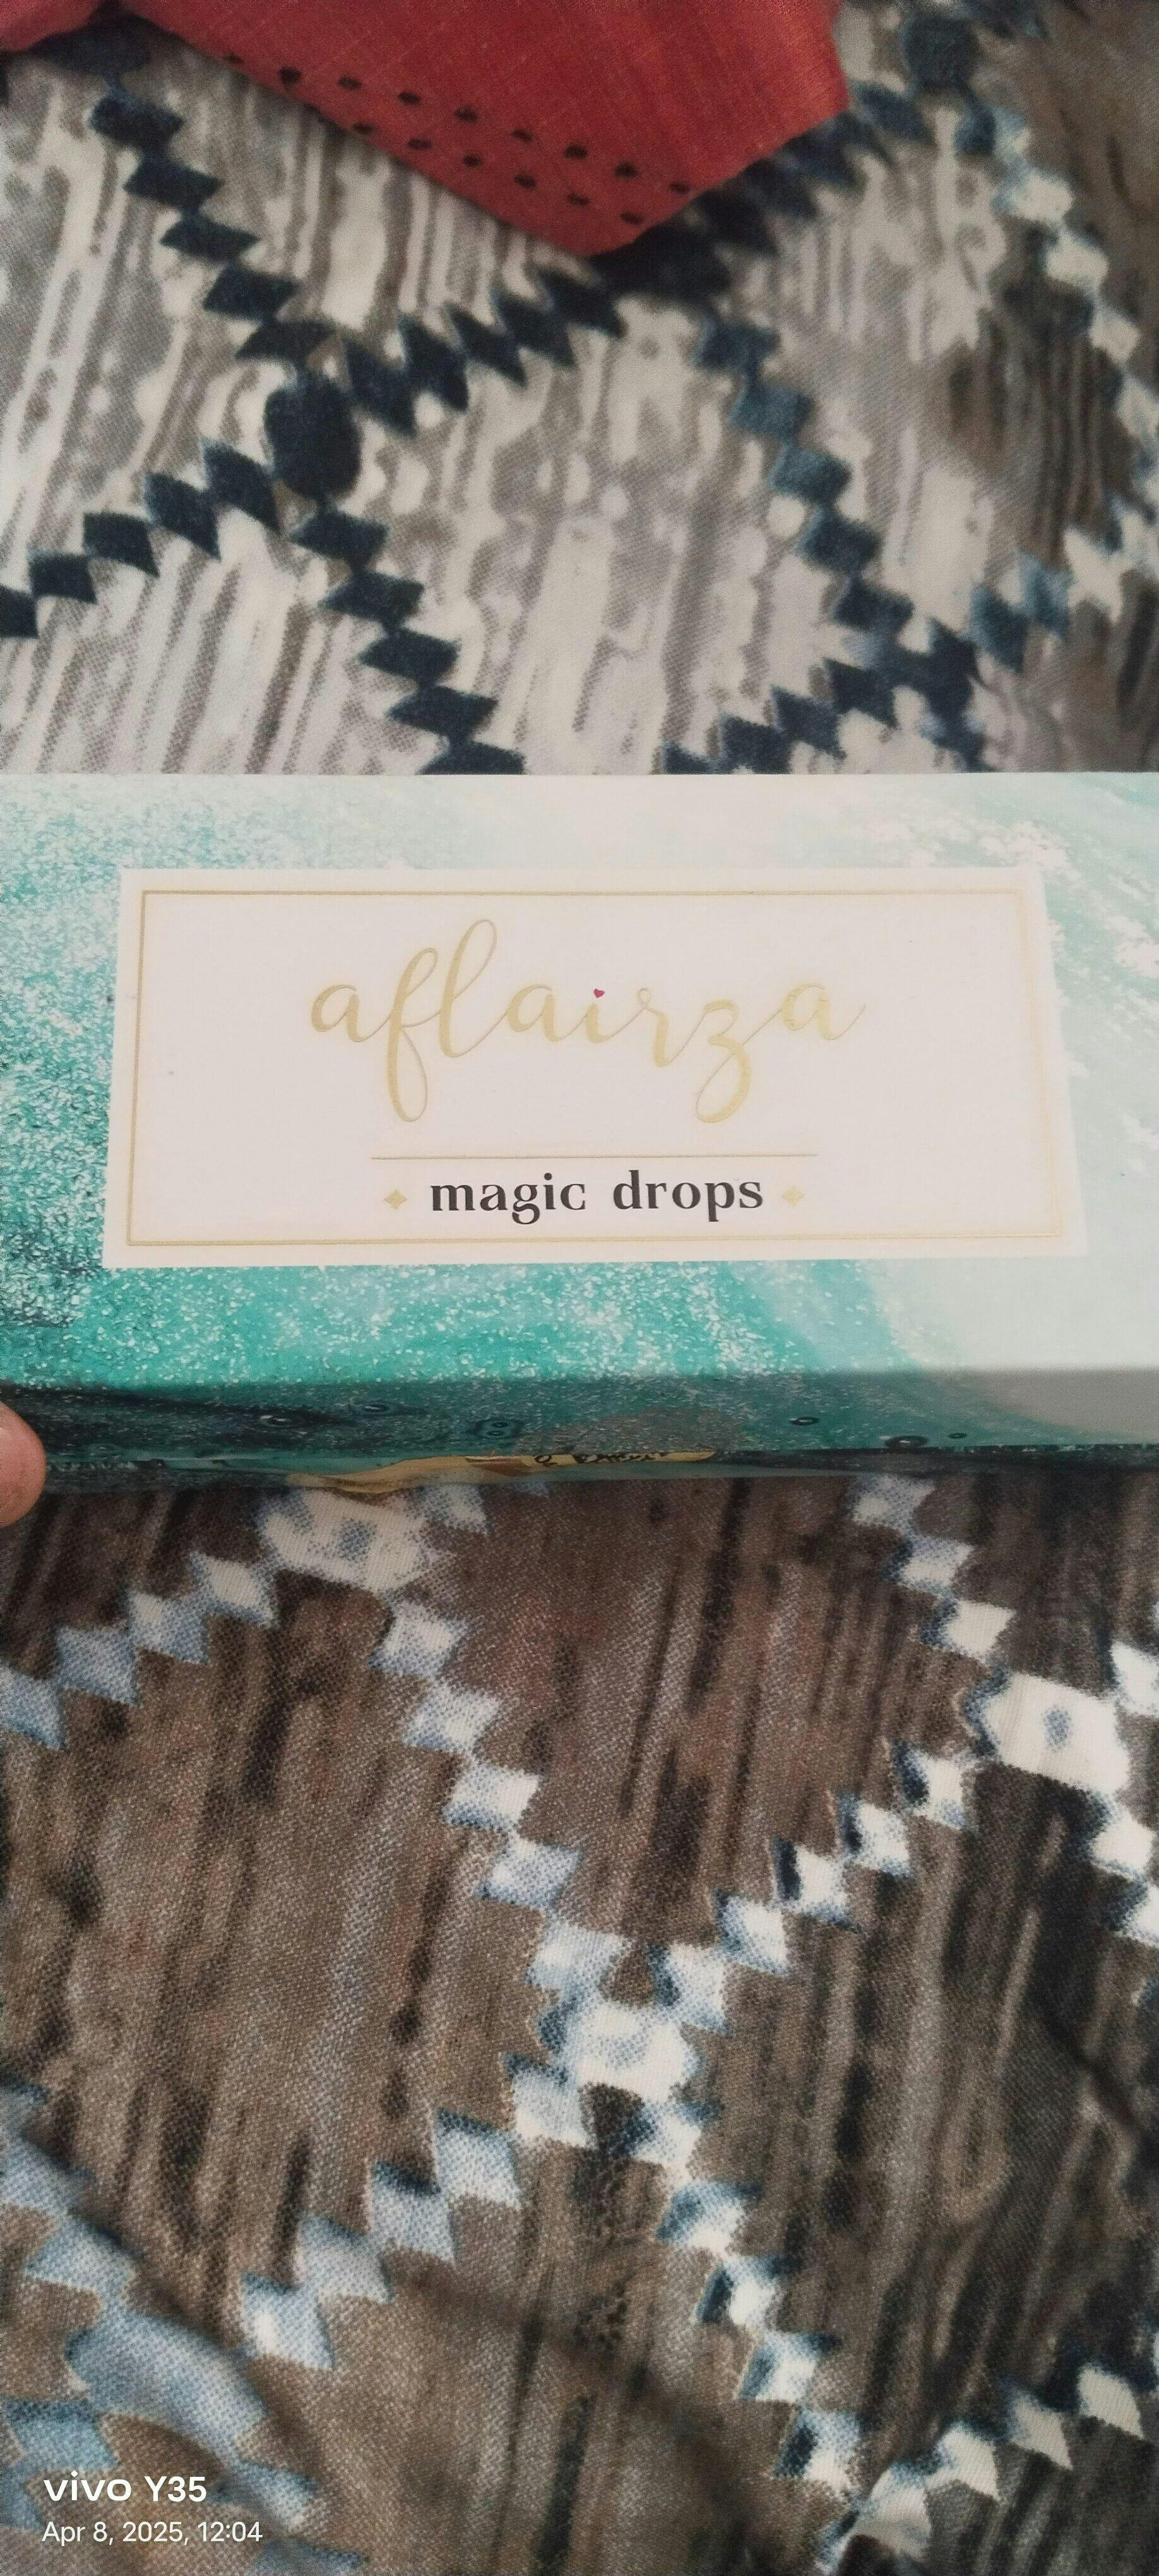 aflairza
magic drops
vivo Y35
Apr 8, 2025, 12:04